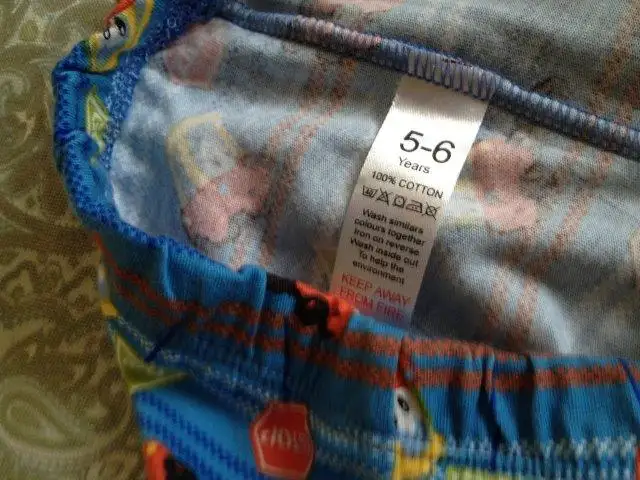 5-6
Years
100% COTTON
Wash similars
colours together
Iron on reverse
Wash inside out
To help the
environment
KEEP AWAY
FROM FIRE
STOP